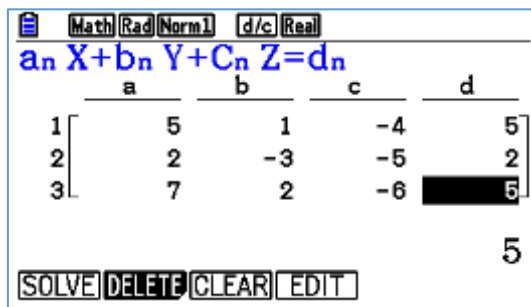 Math Rad Norm1 d/c Real
an X+bn Y+Cn Z=dn
a b c d
1 5 1 -4 5
2 2 -3 -5 2
3 7 2 -6 5
5
SOLVE DELETE CLEAR EDIT